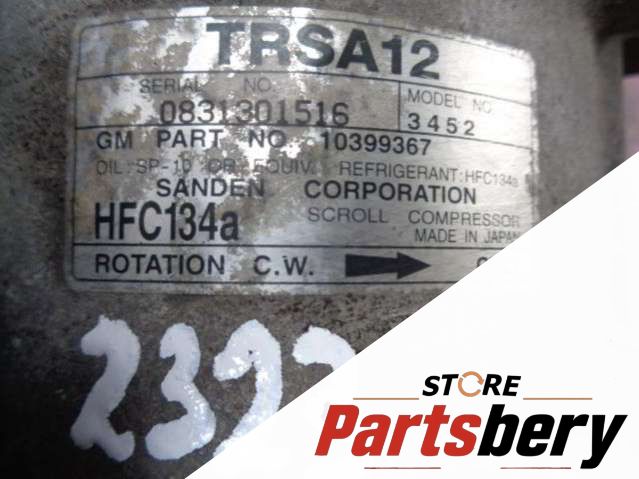 TRSA12
SERIAL NO.
0831301516
MODEL NO.
3452
GM PART NO. 10399367
OIL: SP-10 OR EQUIV. REFRIGERANT: HFC134a
SANDEN CORPORATION
HFC134a SCROLL COMPRESSOR
MADE IN JAPAN
ROTATION C.W.
STORE
Partsbery